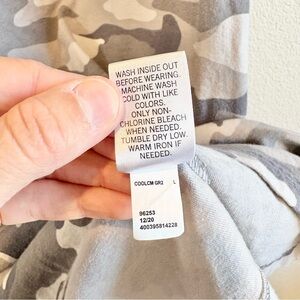 WASH INSIDE OUT
BEFORE WEARING.
MACHINE WASH
COLD WITH LIKE
COLORS.
ONLY NON-
CHLORINE BLEACH
WHEN NEEDED.
TUMBLE DRY LOW.
WARM IRON IF
NEEDED.
COOLCM GR2 L
96253
12/20
400395814228